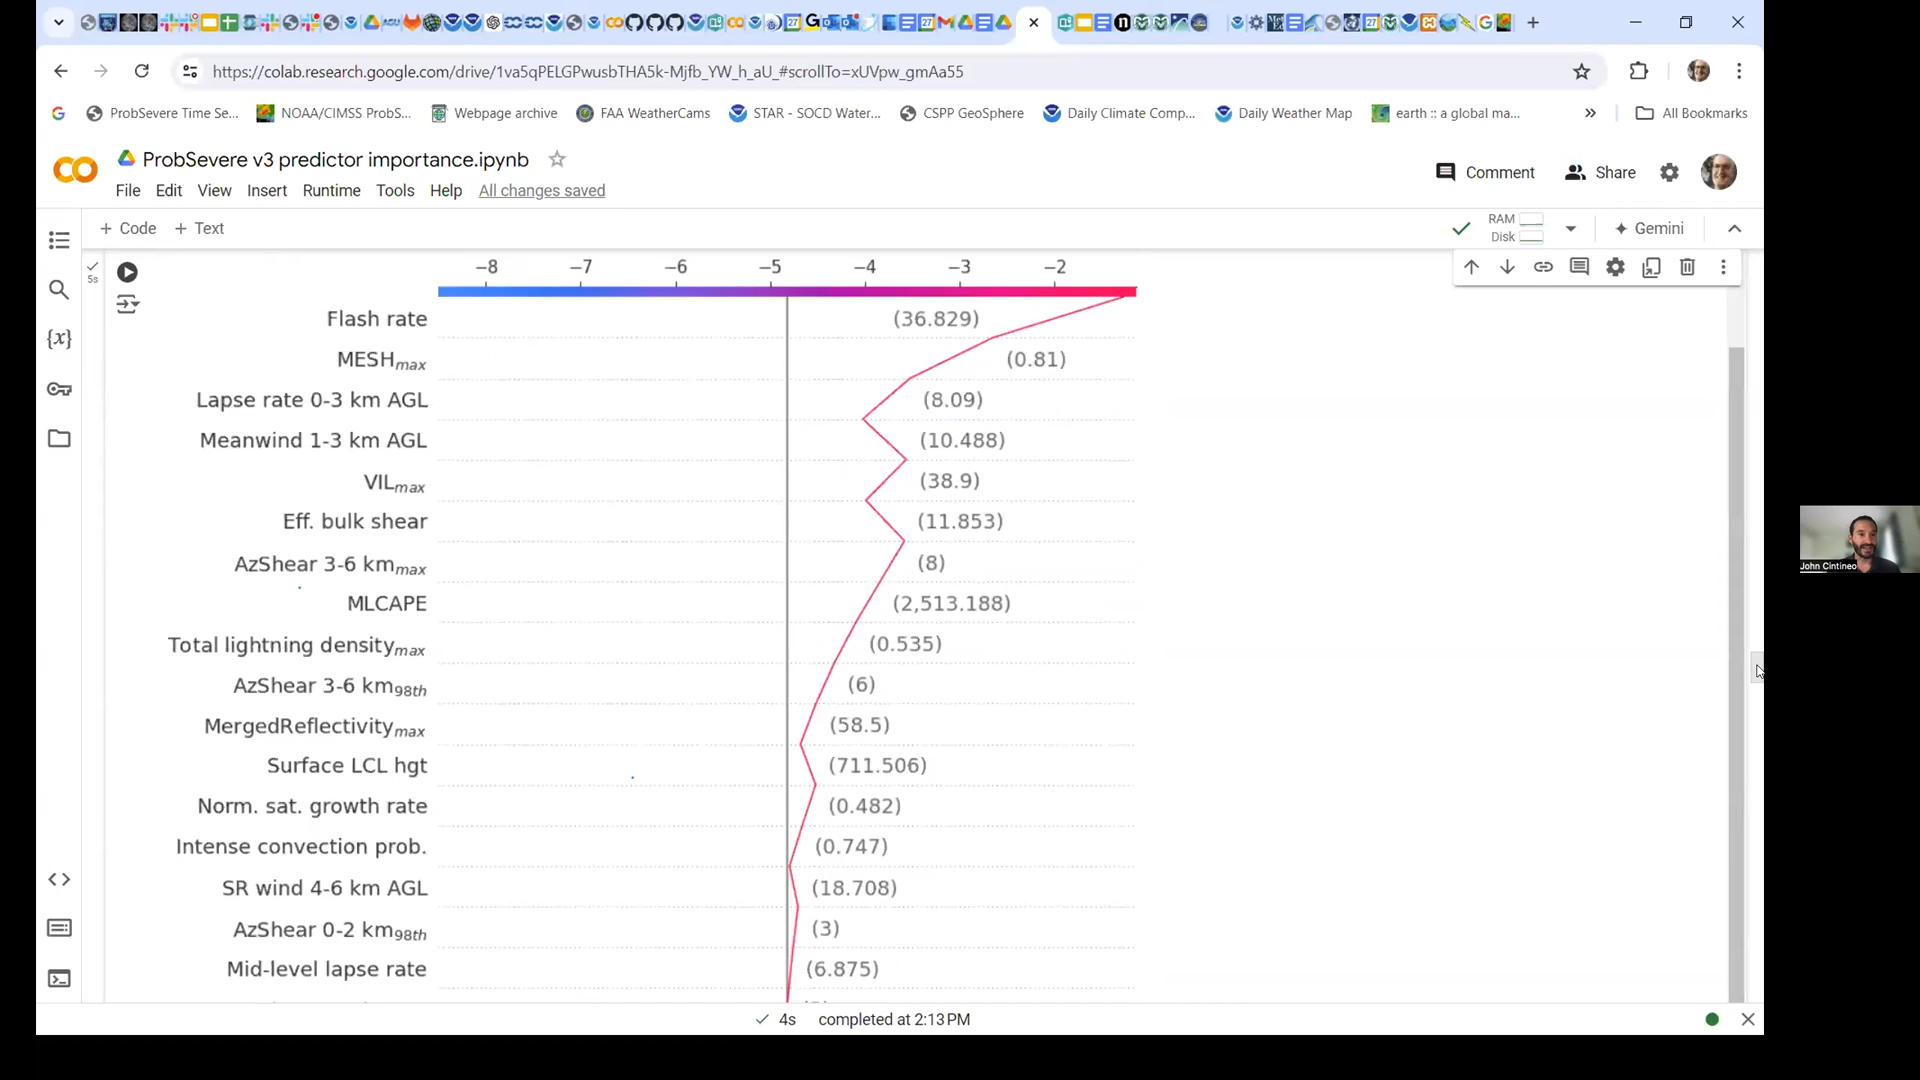 https://colab.research.google.com/drive/1va5qPELGPwusbTHA5k-Mjfb_YW_h_aU_#scrollTo=xUVpw_gmAa55
ProbSevere Time Se... NOAA/CIMSS ProbS... Webpage archive FAA WeatherCams STAR - SOCD Water... CSPP GeoSphere Daily Climate Comp... Daily Weather Map earth :: a global ma... » All Bookmarks
ProbSevere v3 predictor importance.ipynb
Comment Share
File Edit View Insert Runtime Tools Help All changes saved
+ Code + Text
RAM
Disk
Gemini
5s
−8 −7 −6 −5 −4 −3 −2
Flash rate (36.829)
MESHmax (0.81)
Lapse rate 0-3 km AGL (8.09)
Meanwind 1-3 km AGL (10.488)
VILmax (38.9)
Eff. bulk shear (11.853)
AzShear 3-6 kmmax (8)
MLCAPE (2,513.188)
Total lightning densitymax (0.535)
AzShear 3-6 km98th (6)
MergedReflectivitymax (58.5)
Surface LCL hgt (711.506)
Norm. sat. growth rate (0.482)
Intense convection prob. (0.747)
SR wind 4-6 km AGL (18.708)
AzShear 0-2 km98th (3)
Mid-level lapse rate (6.875)
4s completed at 2:13 PM
John Cintineo